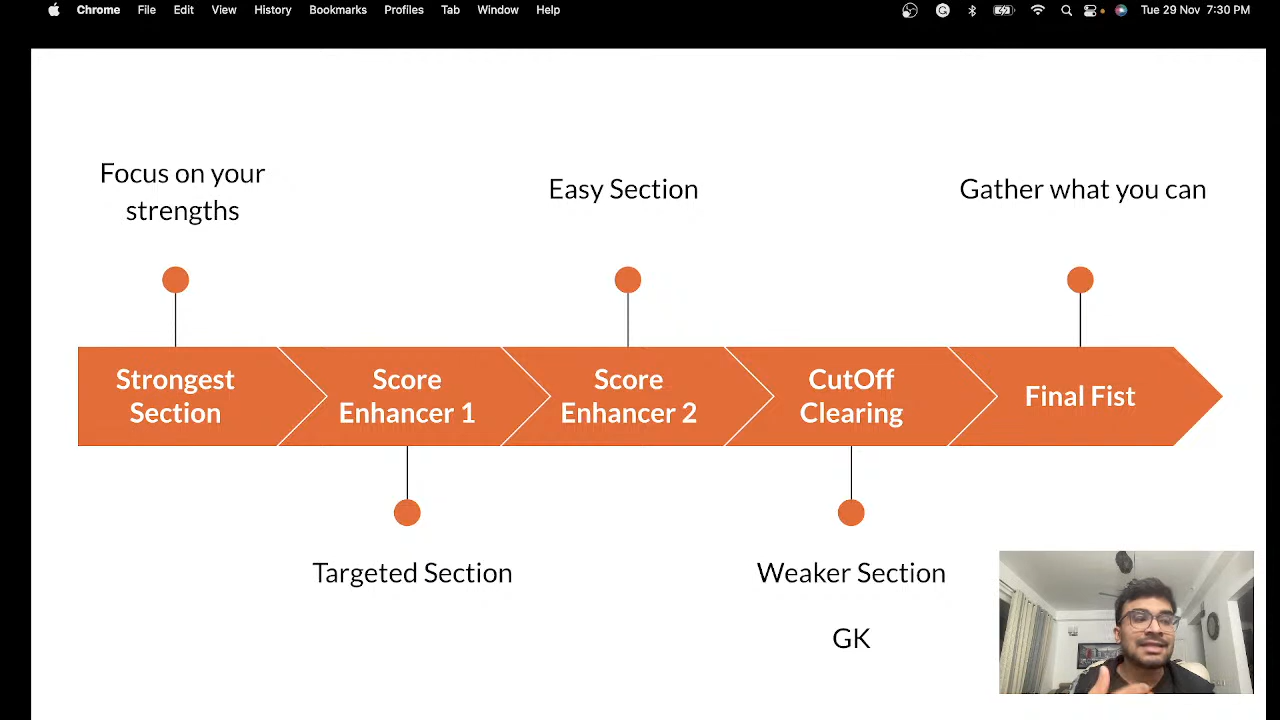 Chrome File Edit View History Bookmarks Profiles Tab Window Help Tue 29 Nov 7:30 PM
Focus on your
strengths
Easy Section
Gather what you can
Strongest
Section
Score
Enhancer 1
Score
Enhancer 2
CutOff
Clearing
Final Fist
Targeted Section
Weaker Section
GK